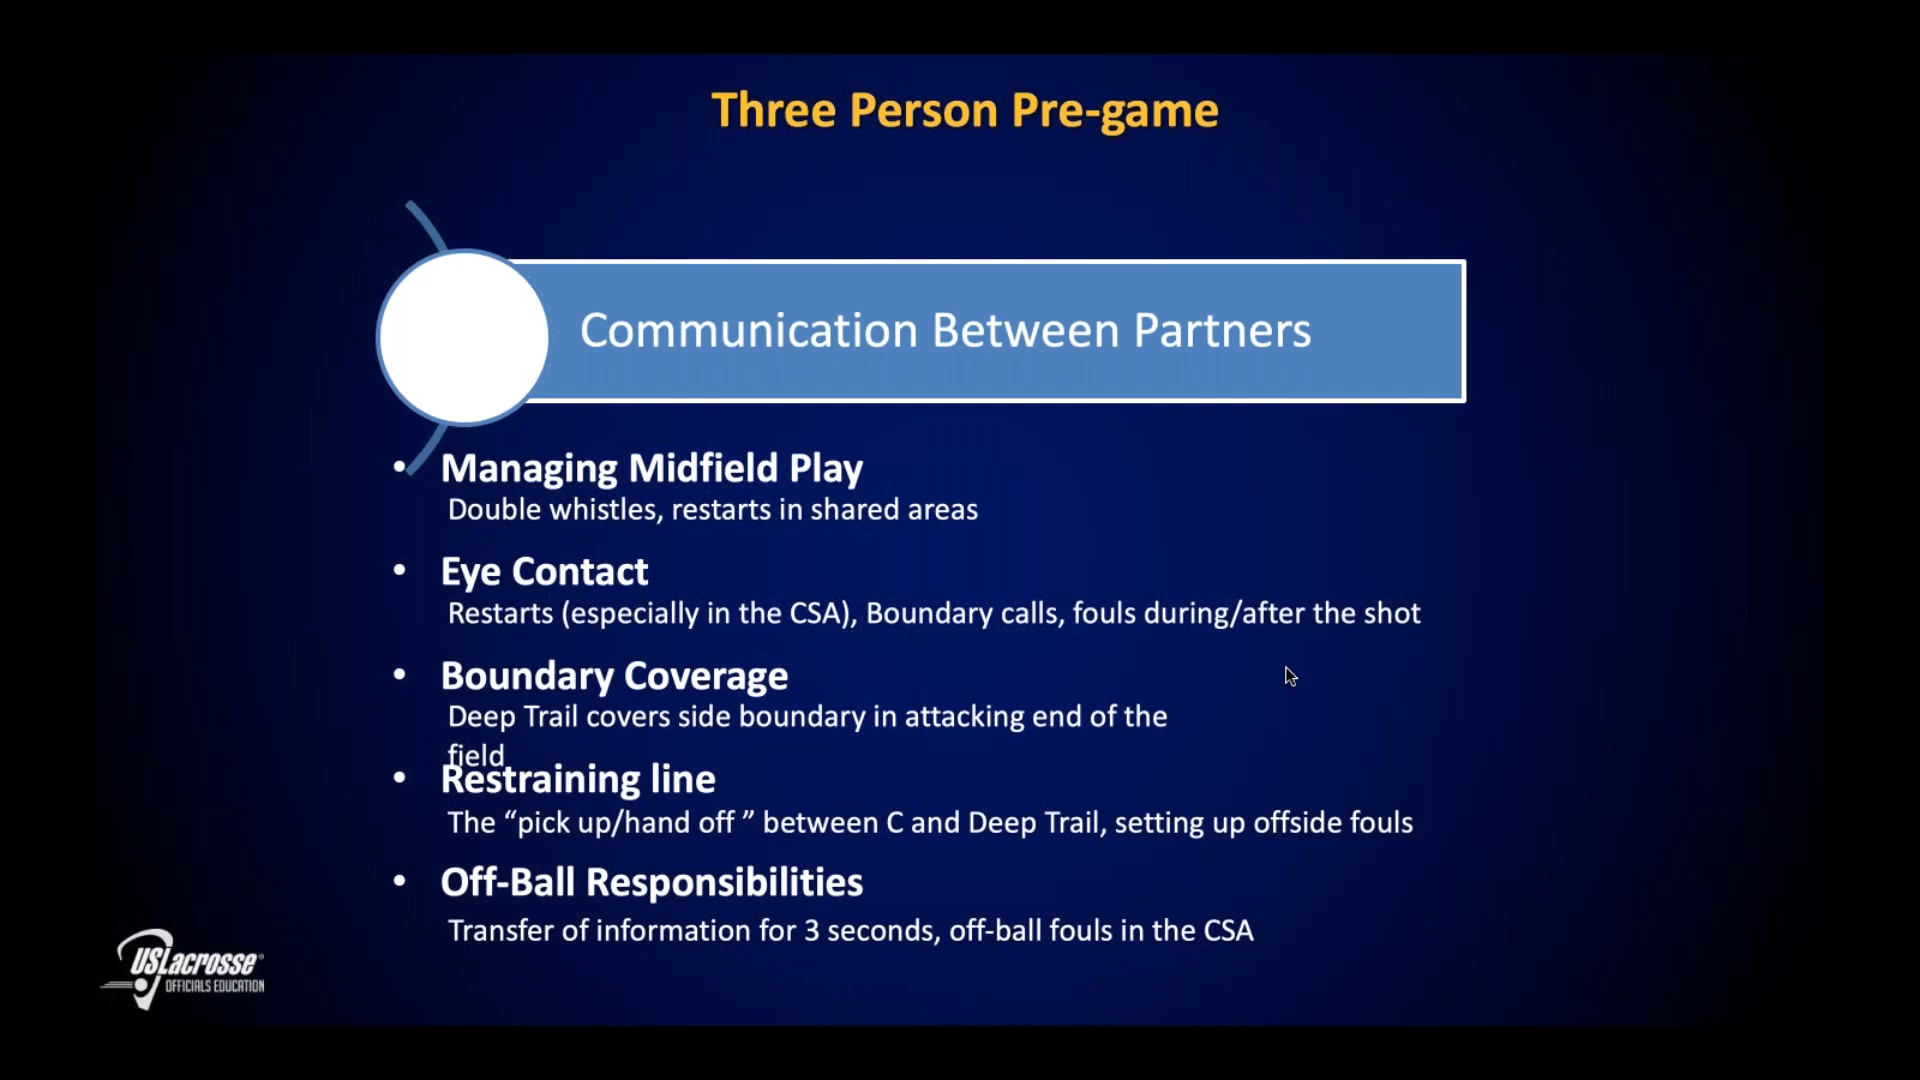 Three Person Pre-game
Communication Between Partners
• Managing Midfield Play
Double whistles, restarts in shared areas
• Eye Contact
Restarts (especially in the CSA), Boundary calls, fouls during/after the shot
• Boundary Coverage
Deep Trail covers side boundary in attacking end of the
field
• Restraining line
The “pick up/hand off ” between C and Deep Trail, setting up offside fouls
• Off-Ball Responsibilities
Transfer of information for 3 seconds, off-ball fouls in the CSA
USLacrosse
OFFICIALS EDUCATION